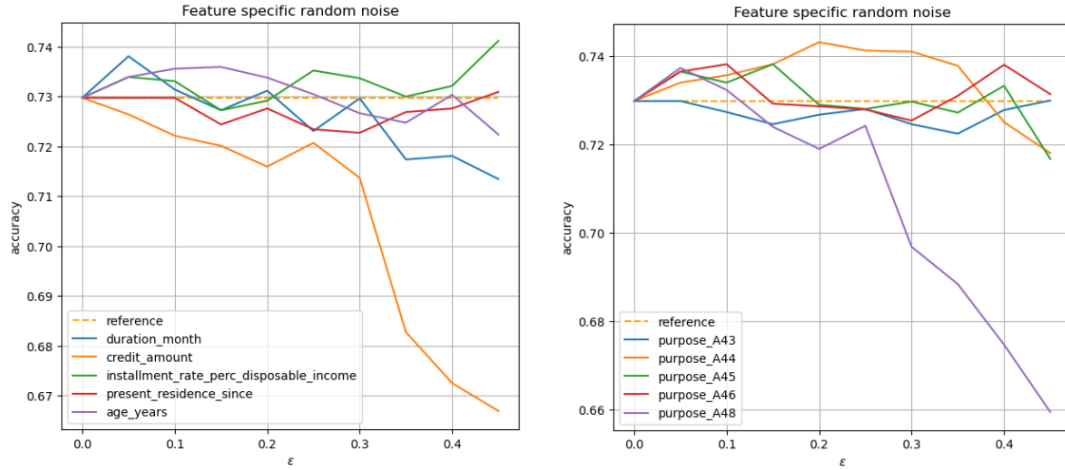 Feature specific random noise
accuracy
0.74
0.73
0.72
0.71
0.70
0.69
0.68
0.67
reference
duration_month
credit_amount
installment_rate_perc_disposable_income
present_residence_since
age_years
0.0 0.1 0.2 0.3 0.4
ε
Feature specific random noise
accuracy
0.74
0.72
0.70
0.68
0.66
reference
purpose_A43
purpose_A44
purpose_A45
purpose_A46
purpose_A48
0.0 0.1 0.2 0.3 0.4
ε